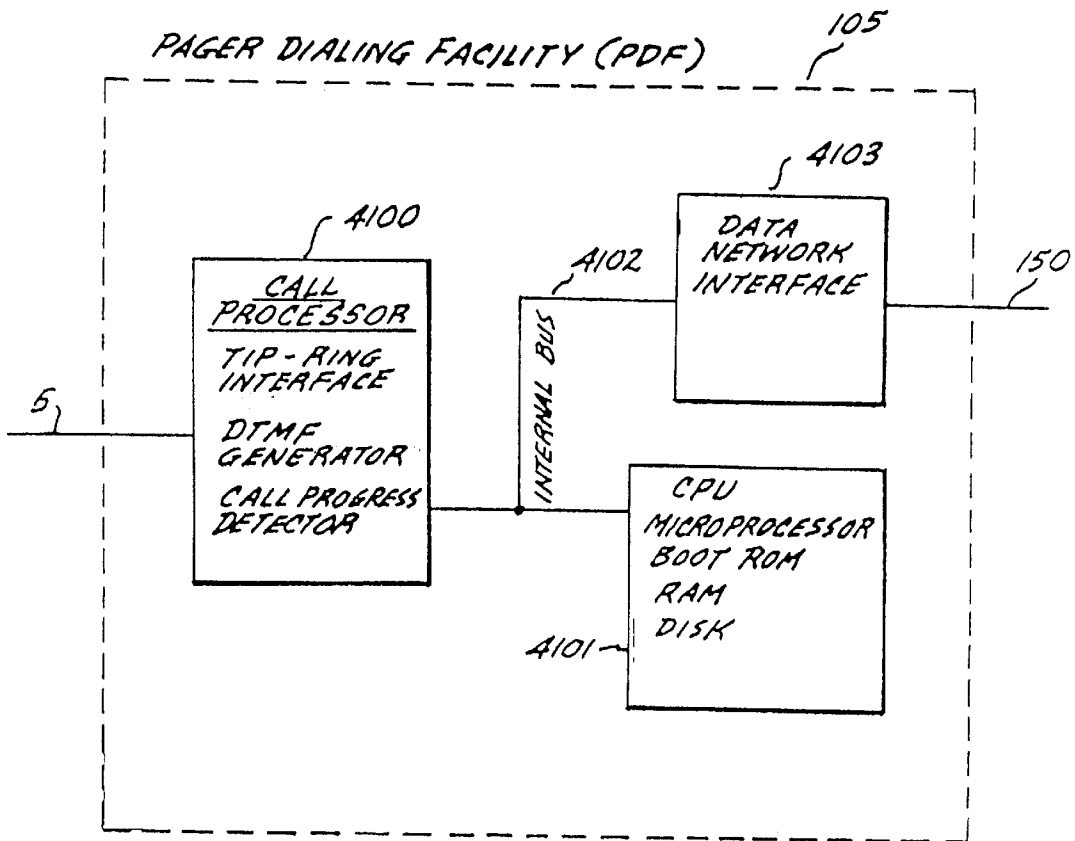 PAGER DIALING FACILITY (PDF)
105
4103
4100
DATA
NETWORK
INTERFACE
4102
150
CALL
PROCESSOR
TIP-RING
INTERFACE
DTMF
GENERATOR
CALL PROGRESS
DETECTOR
5
INTERNAL BUS
CPU
MICROPROCESSOR
BOOT ROM
RAM
DISK
4101